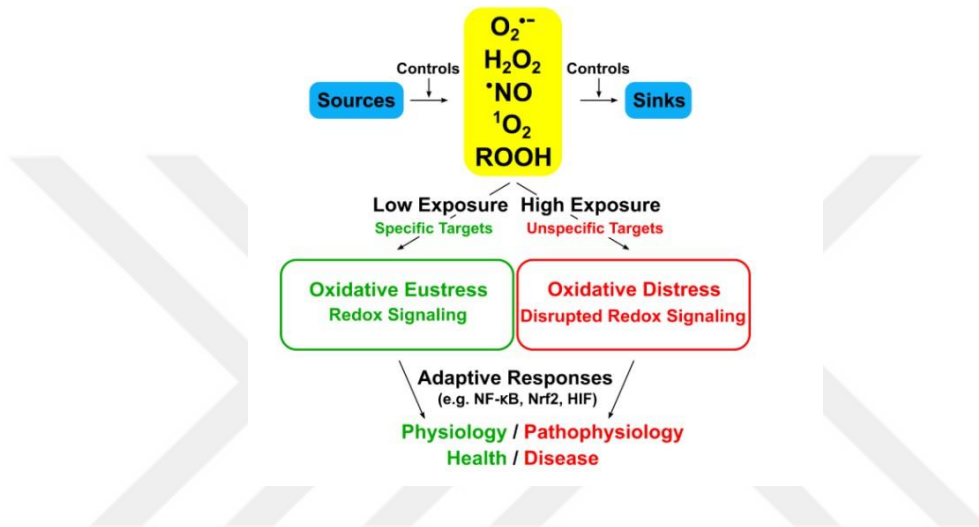 O₂•⁻
H₂O₂
•NO
¹O₂
ROOH
Controls
Controls
Sources
Sinks
Low Exposure High Exposure
Specific Targets Unspecific Targets
Oxidative Eustress
Redox Signaling
Oxidative Distress
Disrupted Redox Signaling
Adaptive Responses
(e.g. NF-κB, Nrf2, HIF)
Physiology / Pathophysiology
Health / Disease